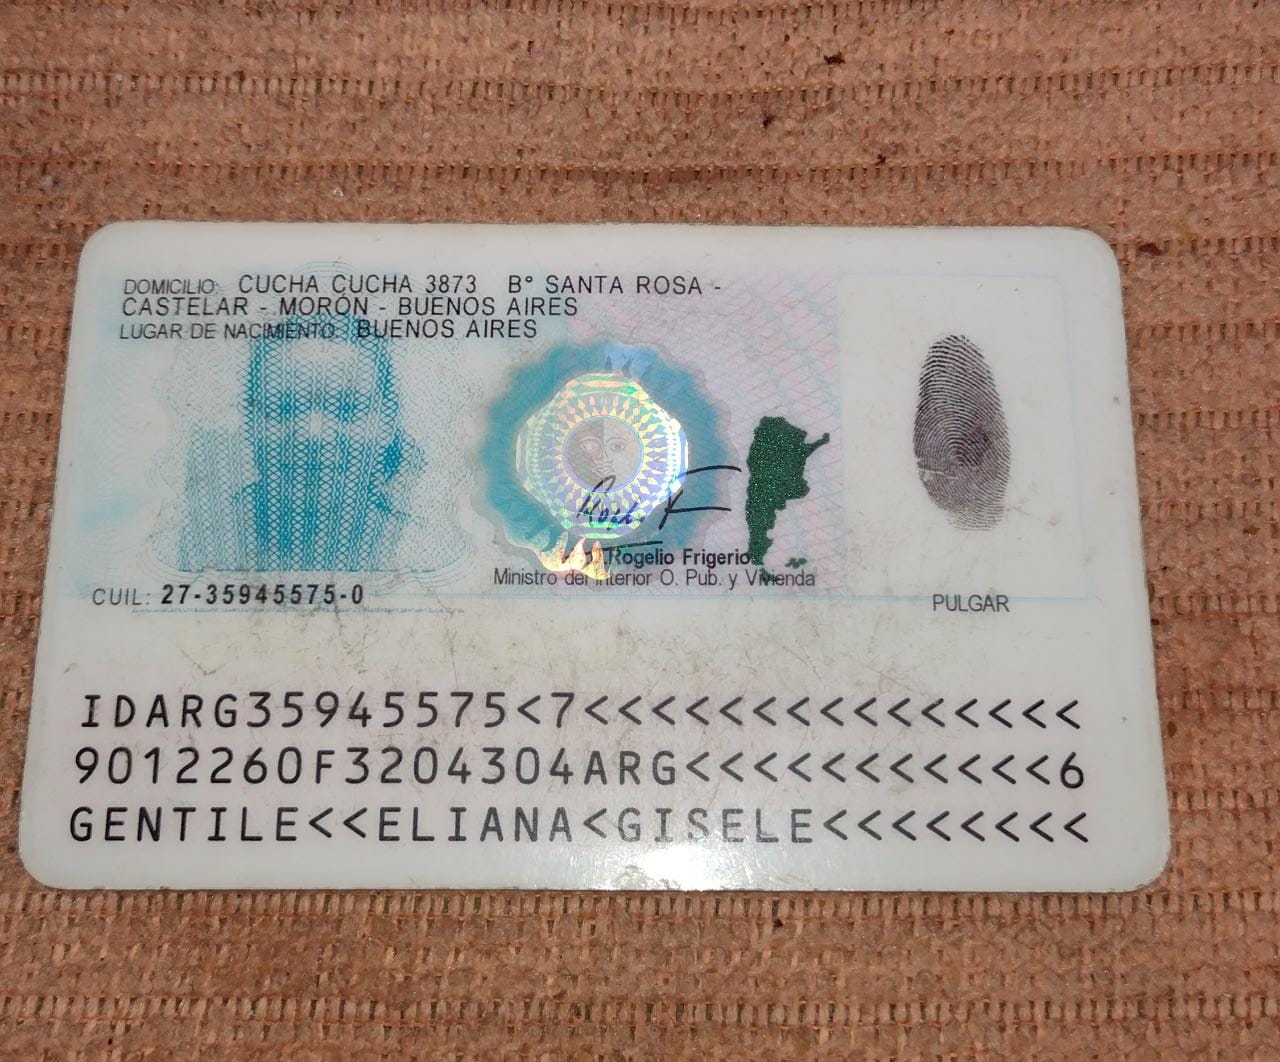 DOMICILIO: CUCHA CUCHA 3873 B° SANTA ROSA -
CASTELAR - MORÓN - BUENOS AIRES
LUGAR DE NACIMIENTO: BUENOS AIRES
Rogelio Frigerio
Ministro del Interior O. Pub. y Vivienda
CUIL: 27-35945575-0
PULGAR
IDARG35945575<7<<<<<<<<<<<<<<<
9012260F3204304ARG<<<<<<<<<<<6
GENTILE<<ELIANA<GISELE<<<<<<<<